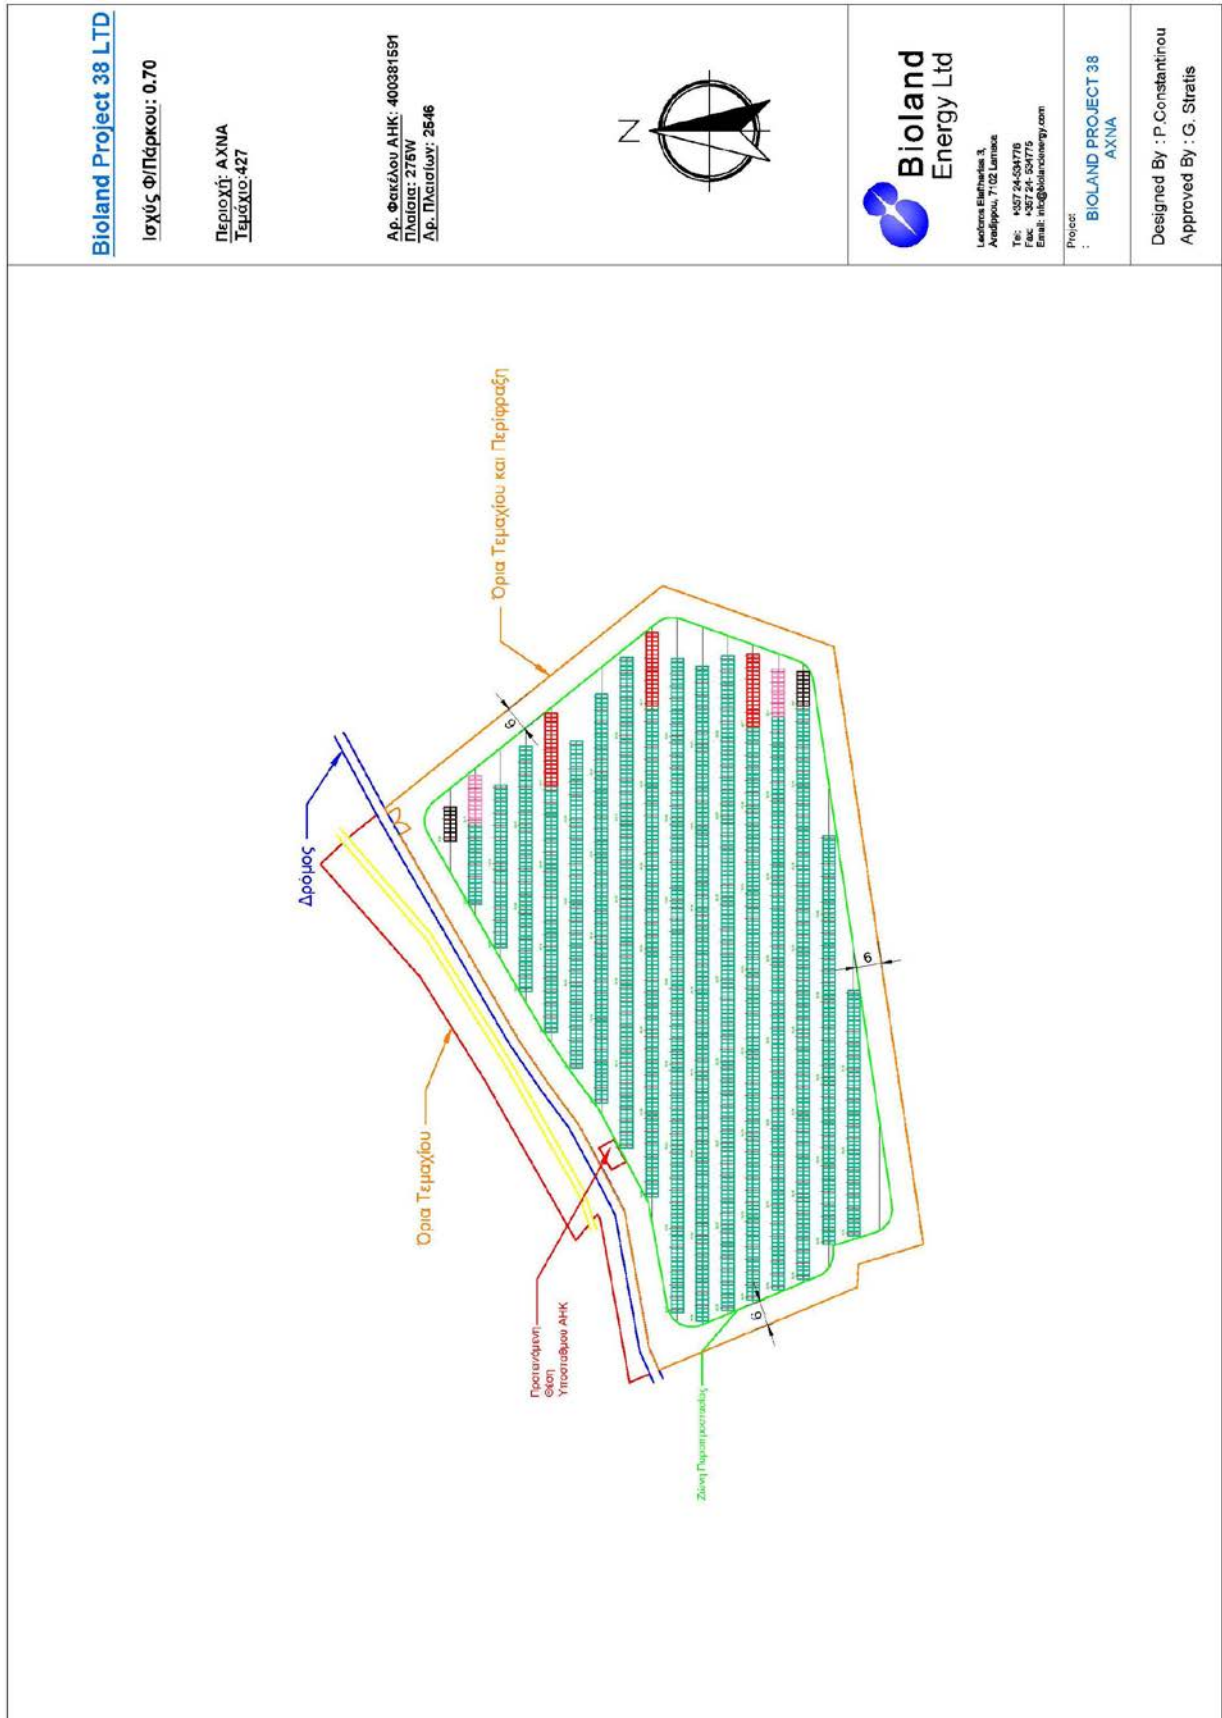 Bioland Project 38 LTD
Ισχύς Φ/Πάρκου: 0.70
Περιοχή: ΑΧΝΑ
Τεμάχιο:427
Αρ. Φακέλου ΑΗΚ: 400381591
Πλαίσια: 275W
Αρ. Πλαισίων: 2546
N
Bioland
Energy Ltd
Leoforos Eleftherias 3,
Aradippou, 7102 Larnaca
Tel: +357 24-534776
Fax: +357 24- 534775
Email: info@biolandenergy.com
Project
:
BIOLAND PROJECT 38
ΑΧΝΑ
Designed By : P.Constantinou
Approved By : G. Stratis
Όρια Τεμαχίου και Περίφραξη
Δρόμος
Όρια Τεμαχίου
Προτεινόμενη
Θέση
Υποσταθμού ΑΗΚ
Ζώνη Πυροπροστασίας
6
6
6